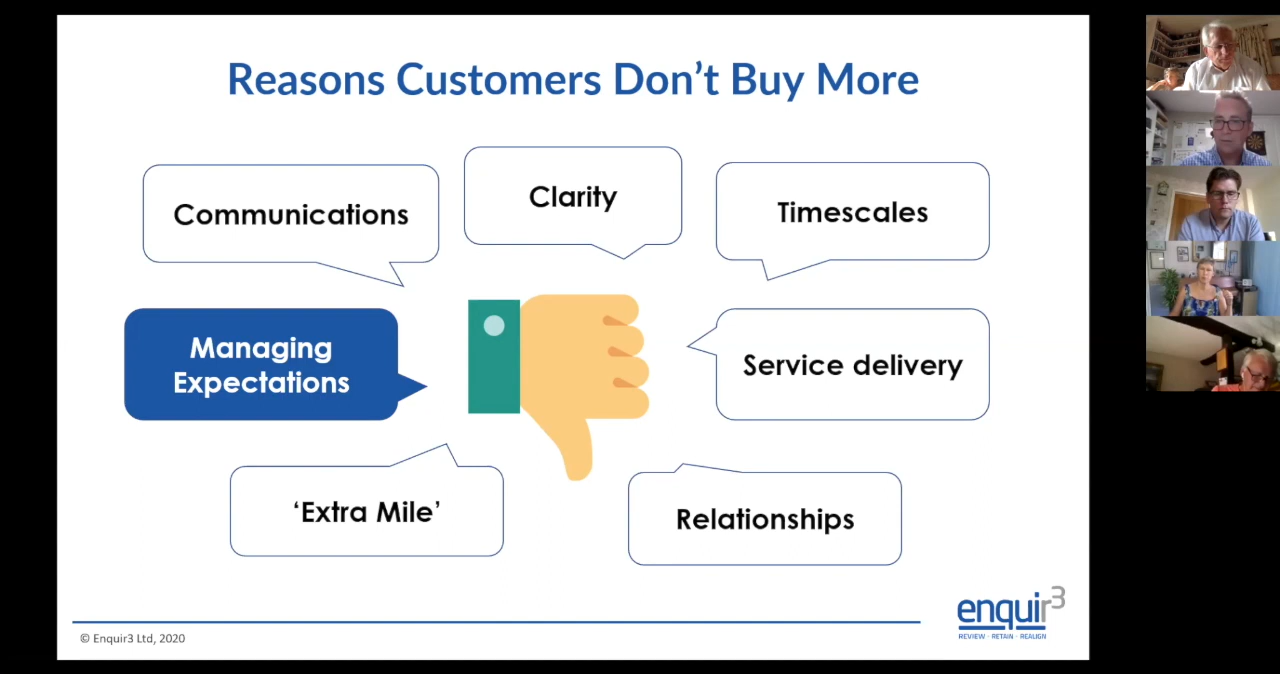 Reasons Customers Don’t Buy More
Communications
Clarity
Timescales
Managing
Expectations
Service delivery
‘Extra Mile’
Relationships
© Enquir3 Ltd, 2020
enquir3
REVIEW · RETAIN · REALIGN